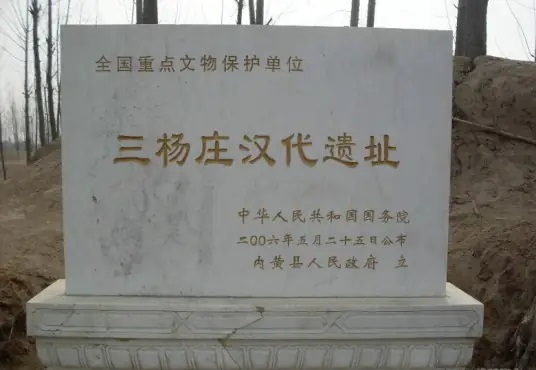 全国重点文物保护单位
三杨庄汉代遗址
中华人民共和国国务院
二〇〇六年五月二十五日公布
内黄县人民政府 立